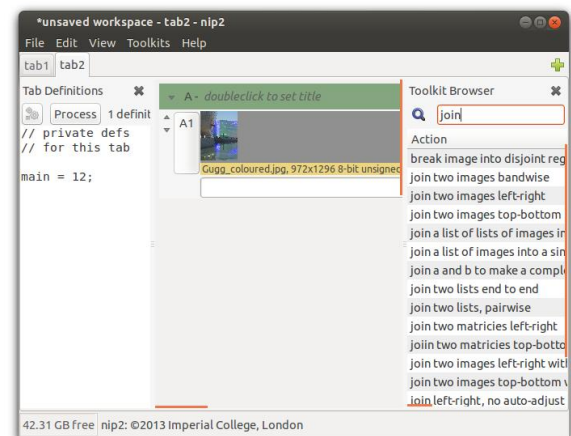 *unsaved workspace - tab2 - nip2
File Edit View Toolkits Help
tab1 tab2
Tab Definitions
Process 1 definit
// private defs
// for this tab
main = 12;
A - doubleclick to set title
A1
Gugg_coloured.jpg, 972x1296 8-bit unsigned
Toolkit Browser
join
Action
break image into disjoint reg
join two images bandwise
join two images left-right
join two images top-bottom
join a list of lists of images in
join a list of images into a sin
join a and b to make a comple
join two lists end to end
join two lists, pairwise
join two matricies left-right
joiin two matricies top-botto
join two images left-right with
join two images top-bottom w
join left-right, no auto-adjust
42.31 GB free nip2: ©2013 Imperial College, London